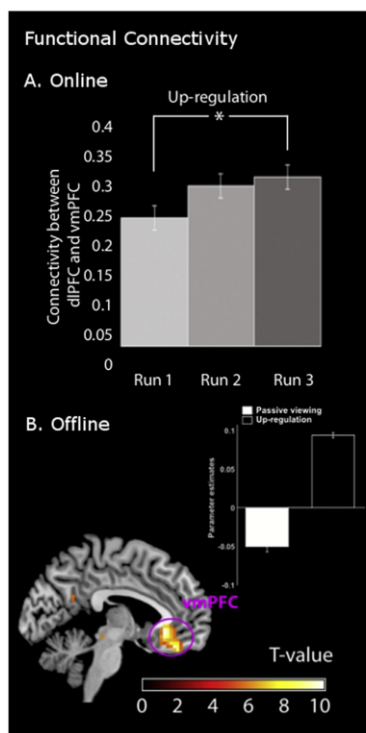 Functional Connectivity
A. Online
Up-regulation
*
0.4
0.35
0.3
0.25
0.2
0.15
0.1
0.05
0
Connectivity between
dlPFC and vmPFC
Run 1 Run 2 Run 3
B. Offline
Passive viewing
Up-regulation
0.1
0.05
0
-0.05
-0.1
Parameter estimates
vmPFC
T-value
0 2 4 6 8 10